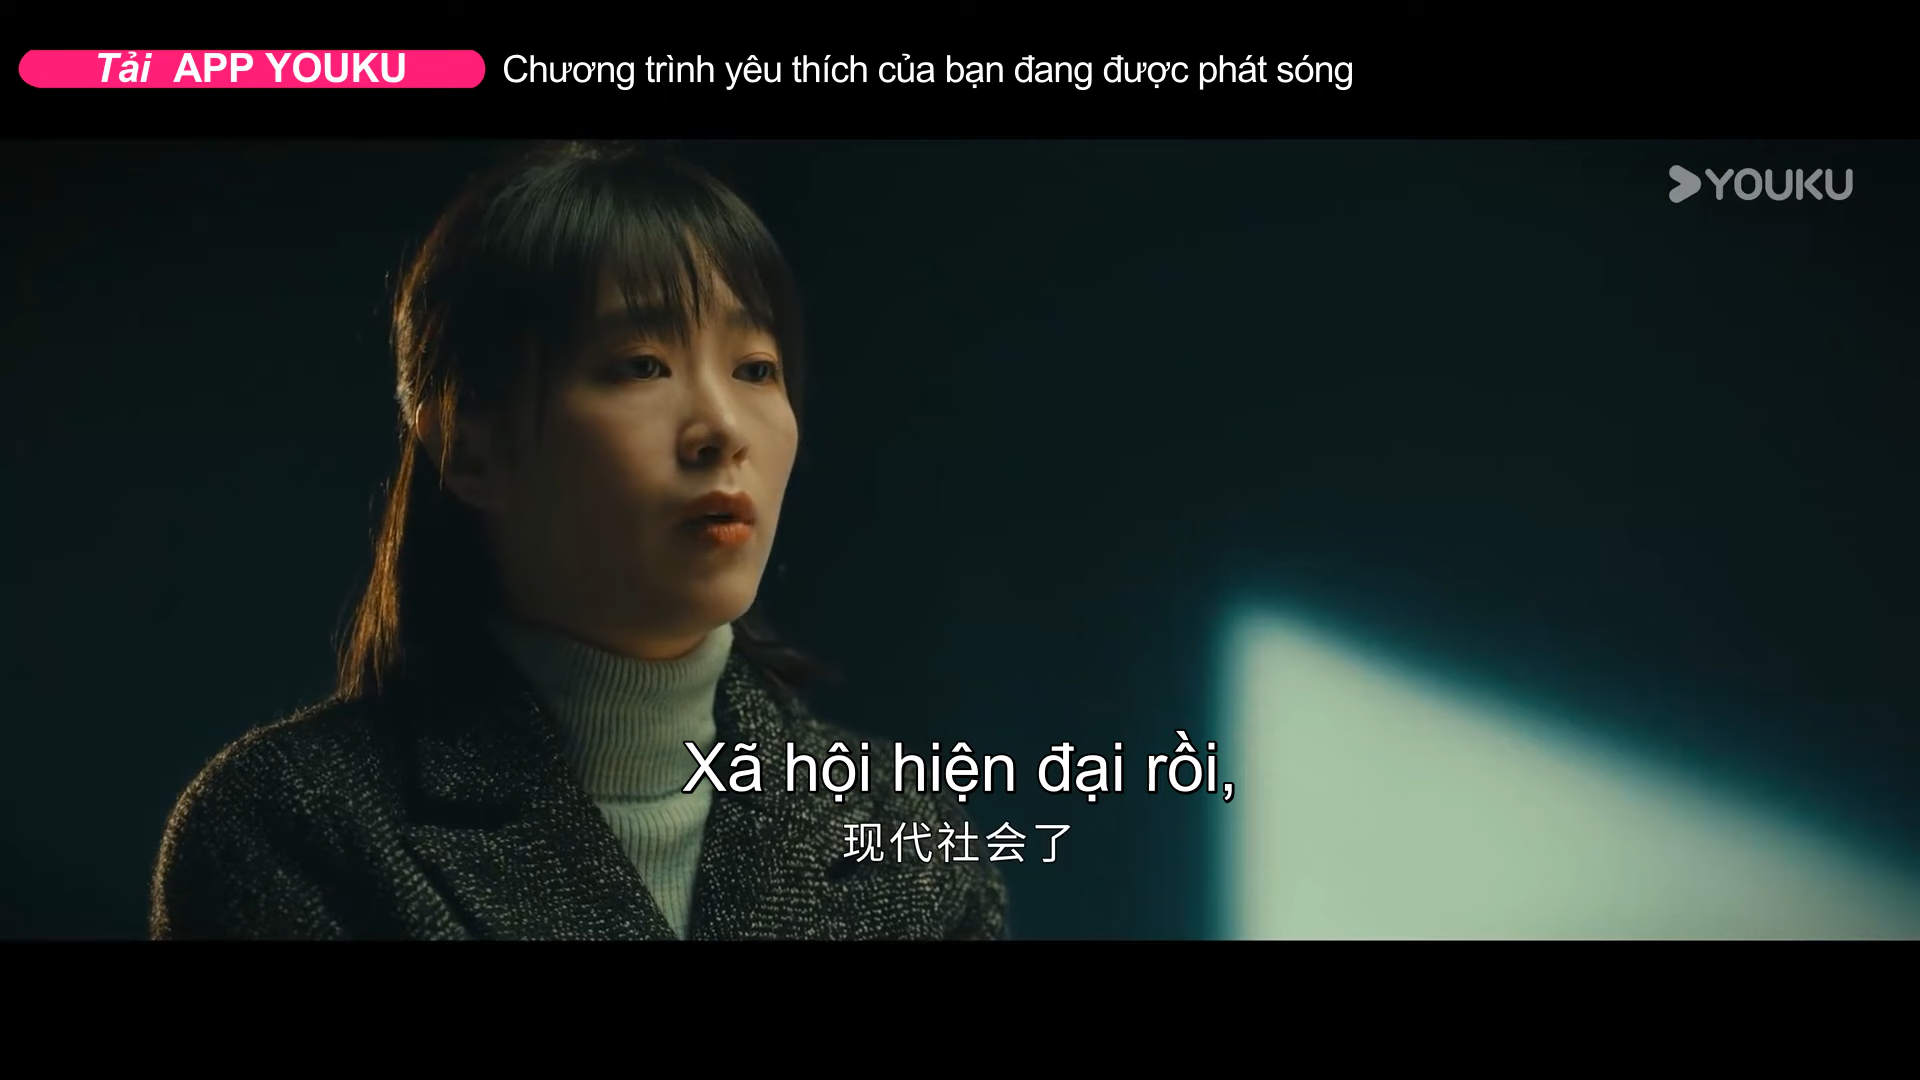 Tải APP YOUKU Chương trình yêu thích của bạn đang được phát sóng
YOUKU
Xã hội hiện đại rồi,
现代社会了